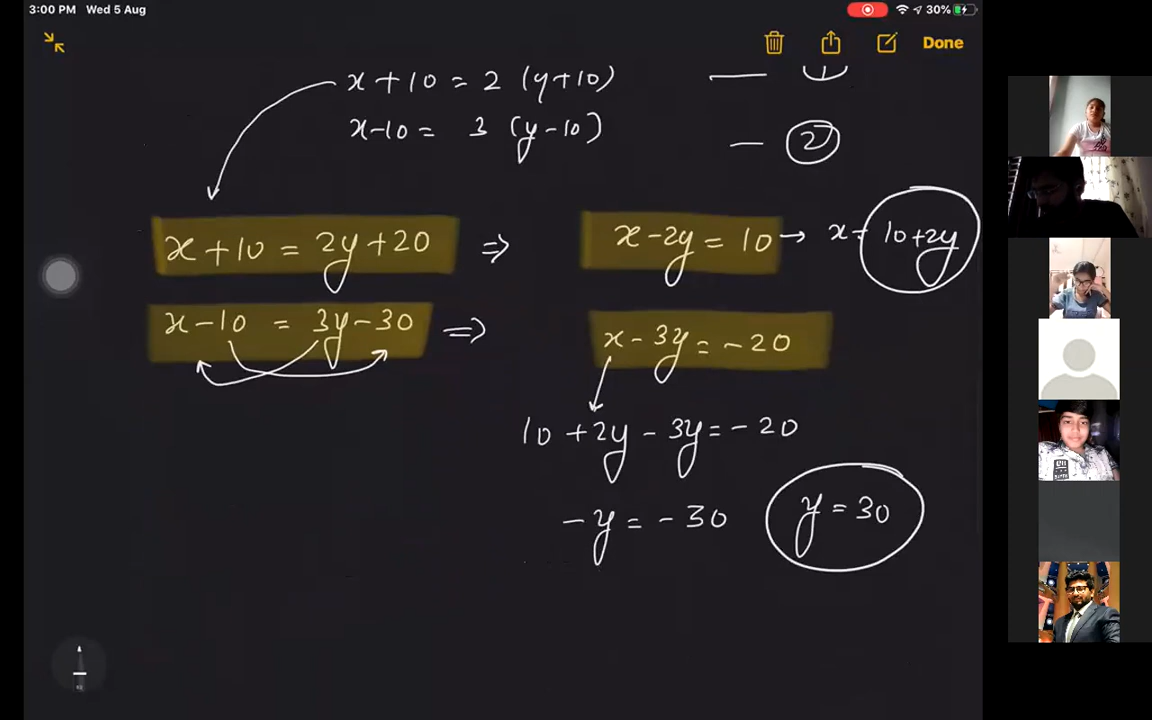 3:00 PM Wed 5 Aug
30%
Done
x + 10 = 2 (y+10) — 1
x-10 = 3 (y-10) — 2
x + 10 = 2y + 20 ⇒ x - 2y = 10 → x = 10+2y
x - 10 = 3y - 30 ⇒ x - 3y = - 20
10 + 2y - 3y = - 20
- y = - 30 y = 30